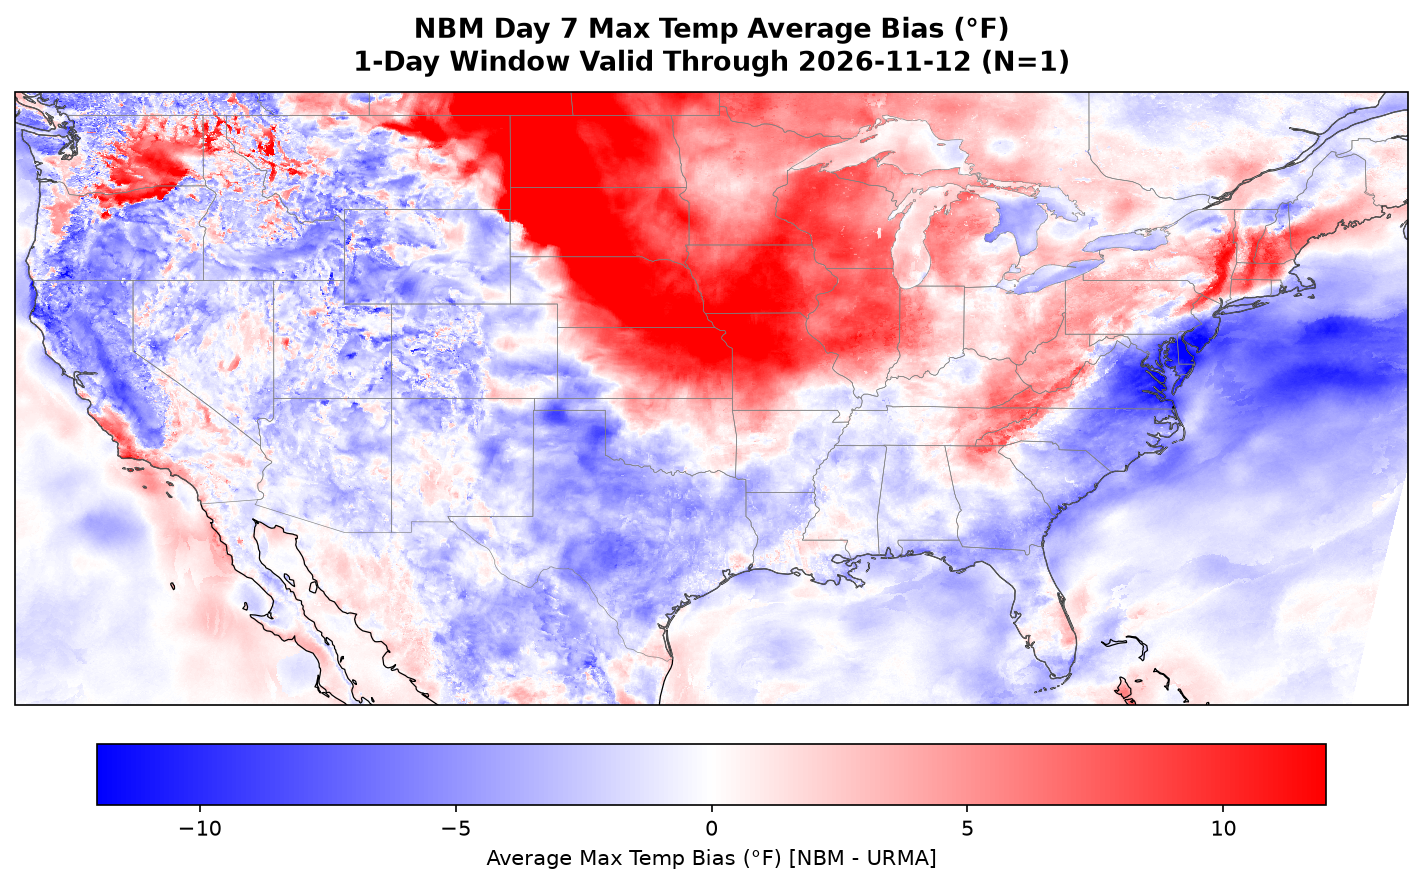 NBM Day 7 Max Temp Average Bias (°F)
1-Day Window Valid Through 2026-11-12 (N=1)
−10 −5 0 5 10
Average Max Temp Bias (°F) [NBM - URMA]